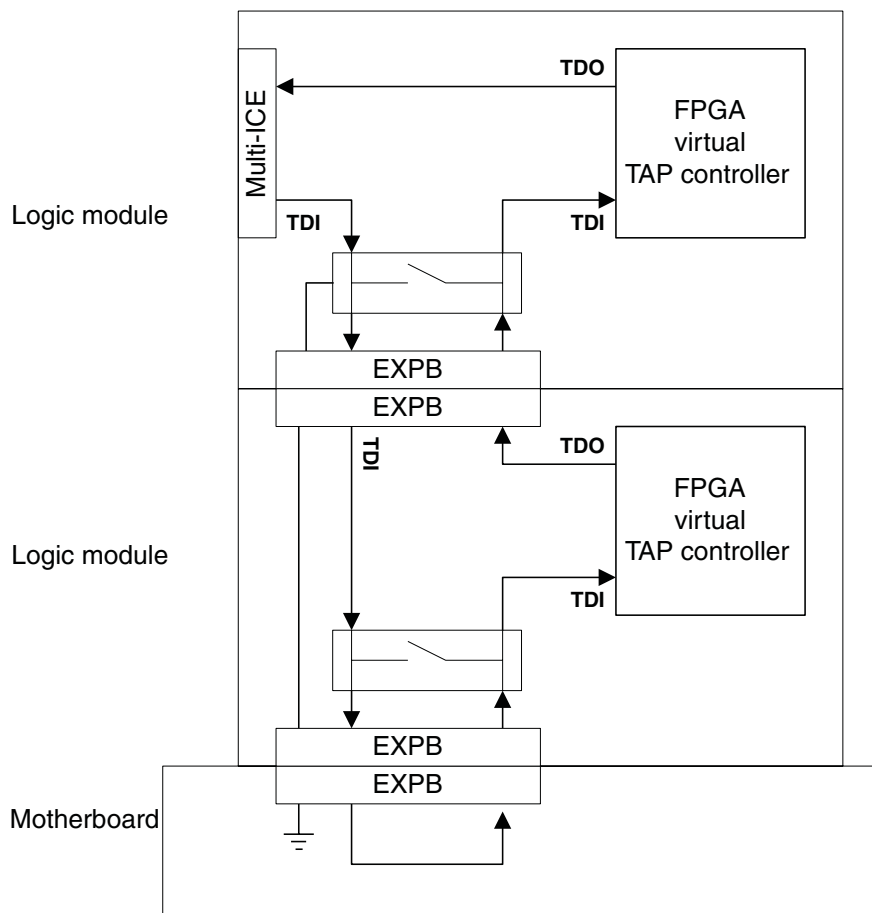 TDO
Multi-ICE
FPGA
virtual
TAP controller
Logic module
TDI
TDI
EXPB
EXPB
TDI
TDO
FPGA
virtual
TAP controller
Logic module
TDI
EXPB
EXPB
Motherboard